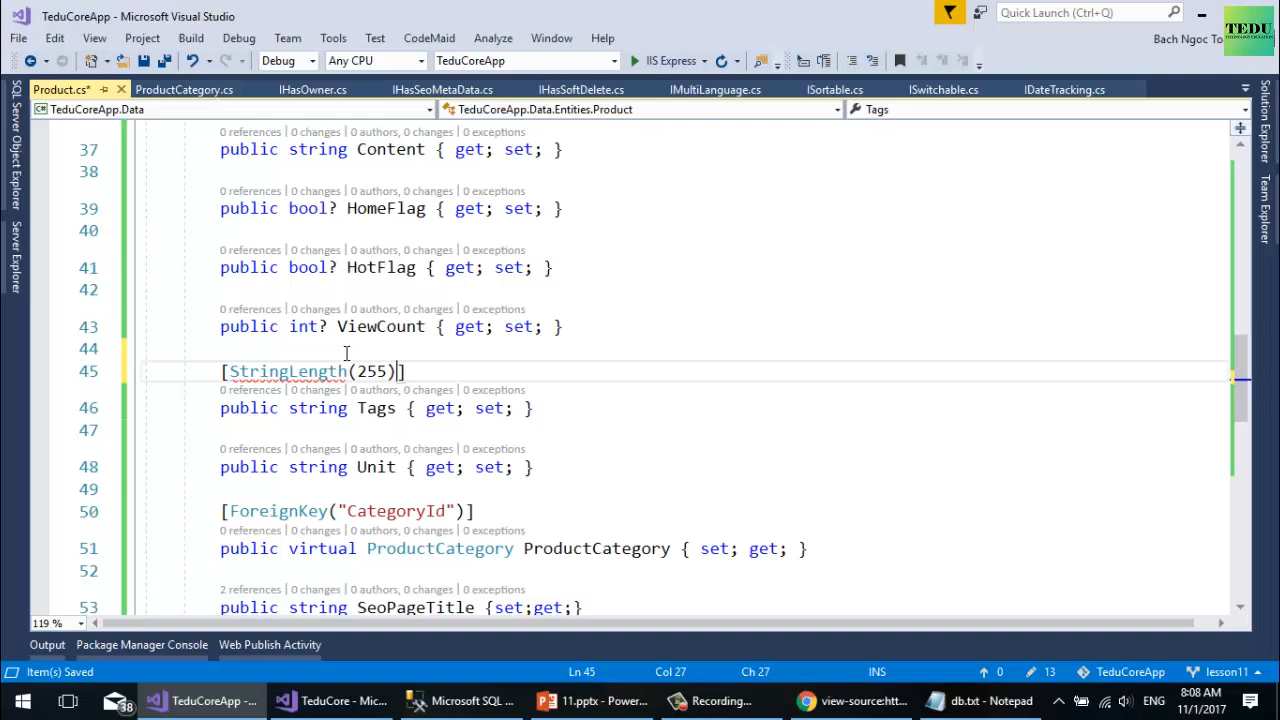 TeduCoreApp - Microsoft Visual Studio
Quick Launch (Ctrl+Q)
TEDU
File Edit View Project Build Debug Team Tools Test CodeMaid Analyze Window Help
Bach Ngoc To
Debug Any CPU TeduCoreApp IIS Express
Product.cs* ProductCategory.cs IHasOwner.cs IHasSeoMetaData.cs IHasSoftDelete.cs IMultiLanguage.cs ISortable.cs ISwitchable.cs IDateTracking.cs
TeduCoreApp.Data TeduCoreApp.Data.Entities.Product Tags
SQL Server Object Explorer
Server Explorer
Solution Explorer
Team Explorer
0 references | 0 changes | 0 authors, 0 changes | 0 exceptions
37 public string Content { get; set; }
38
0 references | 0 changes | 0 authors, 0 changes | 0 exceptions
39 public bool? HomeFlag { get; set; }
40
0 references | 0 changes | 0 authors, 0 changes | 0 exceptions
41 public bool? HotFlag { get; set; }
42
0 references | 0 changes | 0 authors, 0 changes | 0 exceptions
43 public int? ViewCount { get; set; }
44
45 [StringLength(255)]
0 references | 0 changes | 0 authors, 0 changes | 0 exceptions
46 public string Tags { get; set; }
47
0 references | 0 changes | 0 authors, 0 changes | 0 exceptions
48 public string Unit { get; set; }
49
50 [ForeignKey("CategoryId")]
0 references | 0 changes | 0 authors, 0 changes | 0 exceptions
51 public virtual ProductCategory ProductCategory { set; get; }
52
2 references | 0 changes | 0 authors, 0 changes | 0 exceptions
53 public string SeoPageTitle {set;get;}
119 %
Output Package Manager Console Web Publish Activity
Item(s) Saved Ln 45 Col 27 Ch 27 INS 0 13 TeduCoreApp lesson11
38 TeduCoreApp -... TeduCore - Mic... Microsoft SQL ... 11.pptx - Power... Recording... view-source:htt... db.txt - Notepad ENG 8:08 AM
11/1/2017